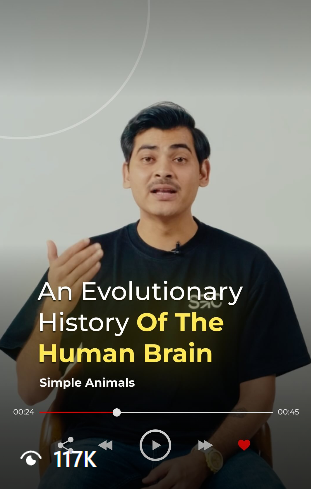 An Evolutionary
History Of The
Human Brain
Simple Animals
00:24
00:45
117K